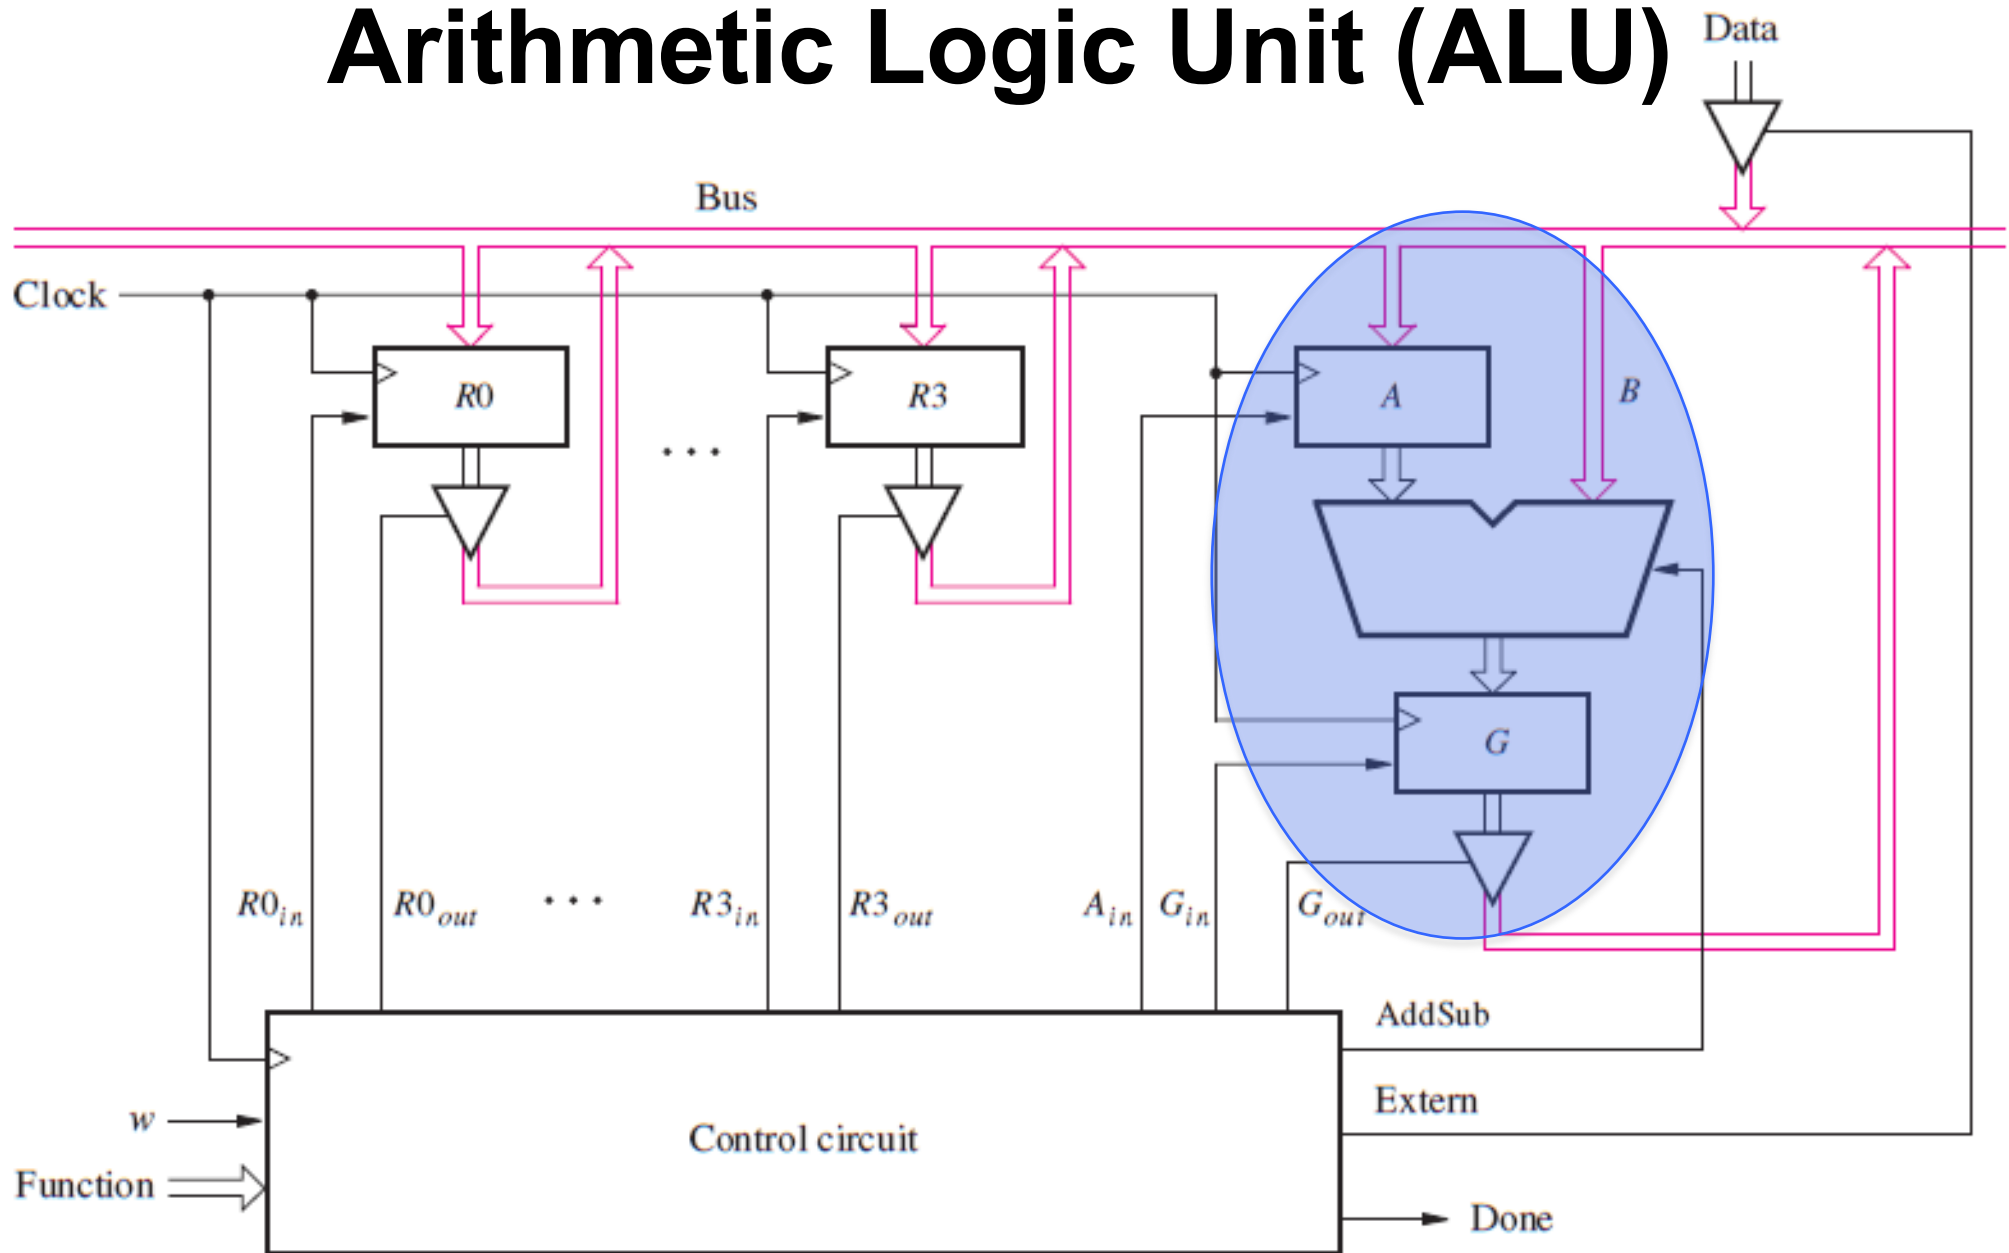 Arithmetic Logic Unit (ALU)
Data
Bus
Clock
R0
R3
A
B
G
R0in
R0out
R3in
R3out
Ain
Gin
Gout
AddSub
Extern
w
Control circuit
Function
Done